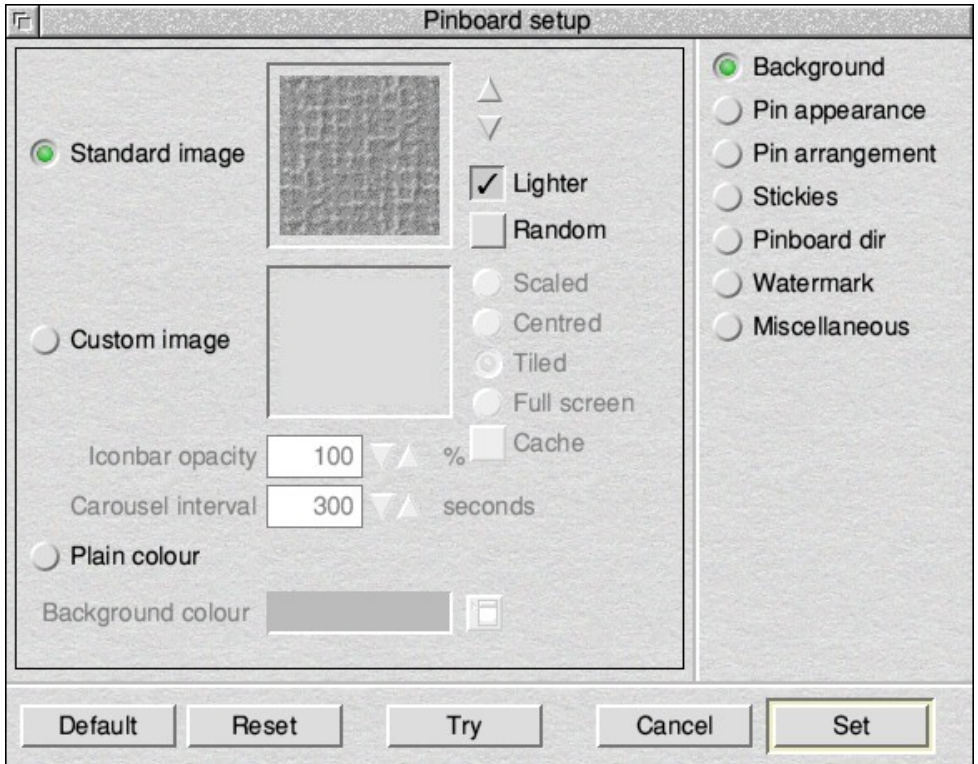 Pinboard setup
Standard image
Lighter
Random
Custom image
Scaled
Centred
Tiled
Full screen
Cache
Iconbar opacity 100 %
Carousel interval 300 seconds
Plain colour
Background colour
Background
Pin appearance
Pin arrangement
Stickies
Pinboard dir
Watermark
Miscellaneous
Default Reset Try Cancel Set